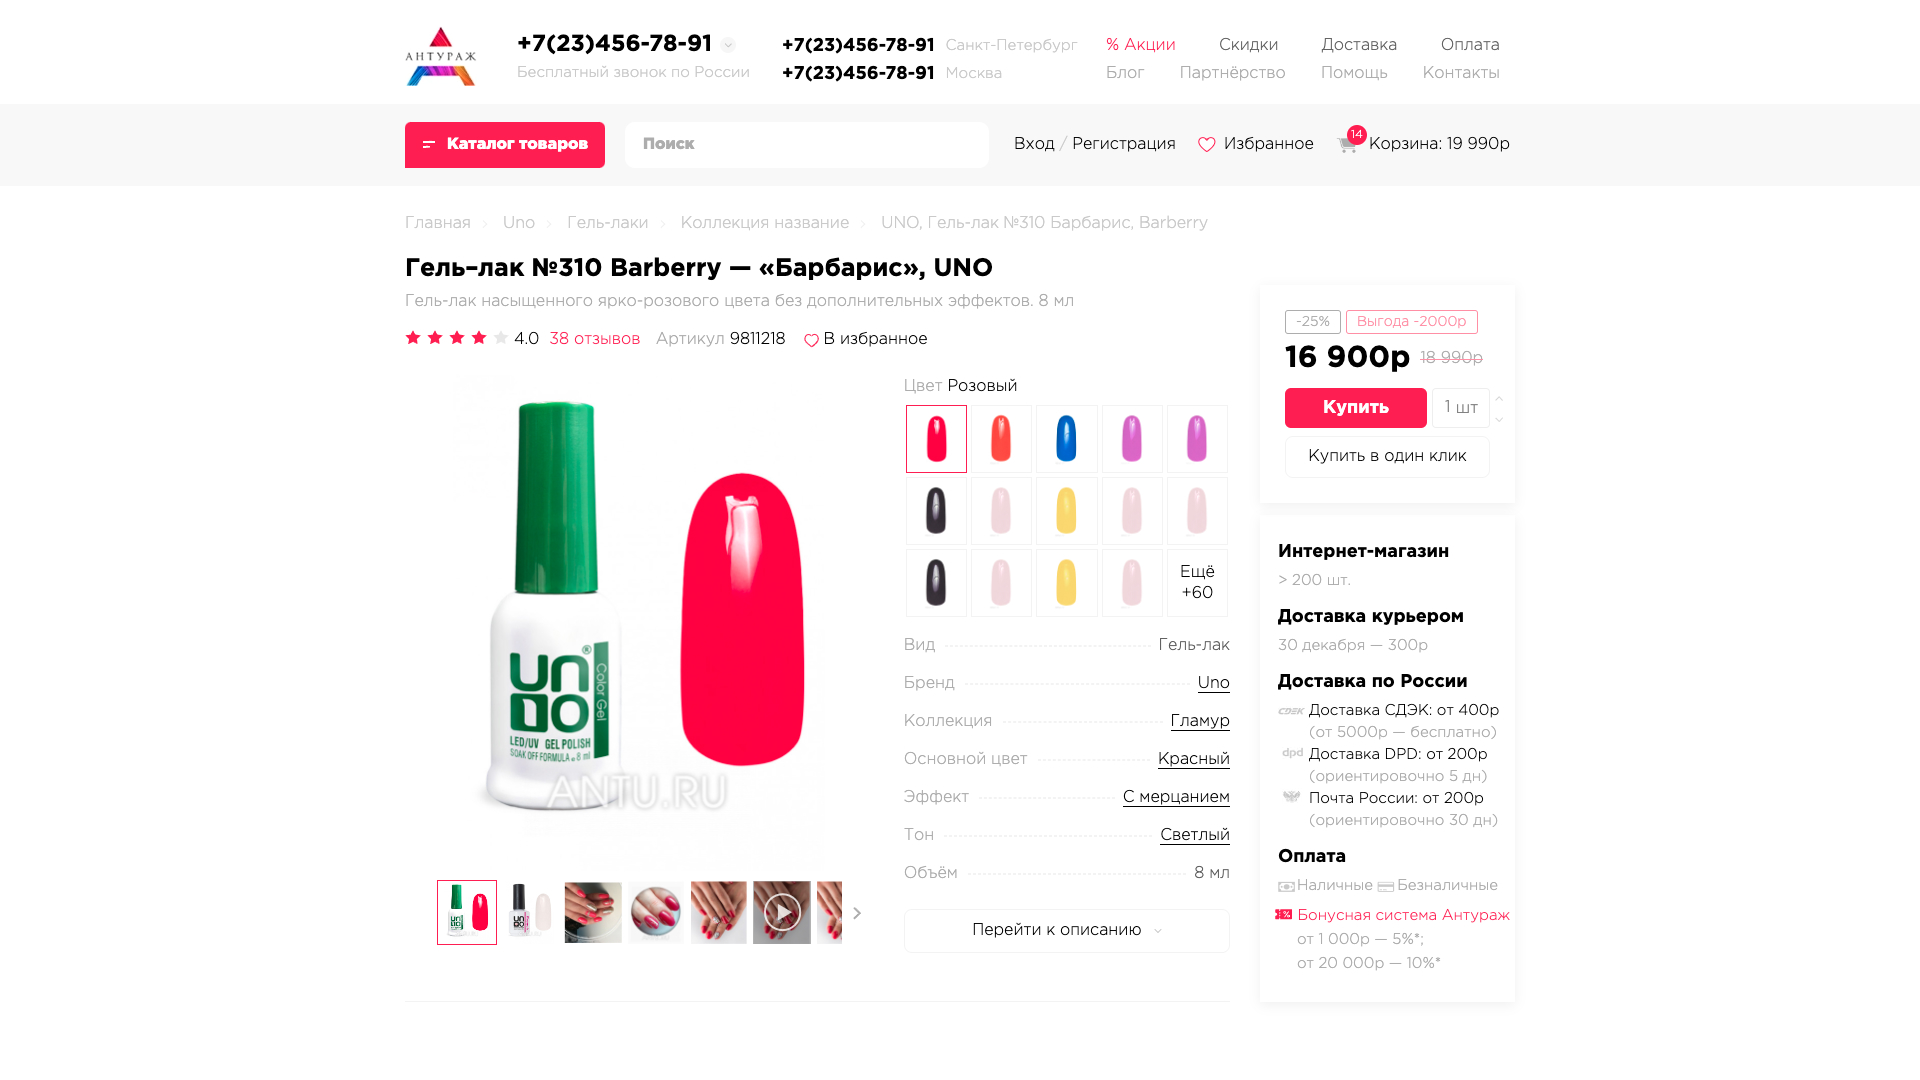 АНТУРАЖ
+7(23)456-78-91
Бесплатный звонок по России
+7(23)456-78-91 Санкт-Петербург
+7(23)456-78-91 Москва
% Акции Скидки Доставка Оплата
Блог Партнёрство Помощь Контакты
Каталог товаров
Поиск
Вход / Регистрация
Избранное
14
Корзина: 19 990р
Главная Uno Гель-лаки Коллекция название UNO, Гель-лак №310 Барбарис, Barberry
Гель-лак №310 Barberry — «Барбарис», UNO
Гель-лак насыщенного ярко-розового цвета без дополнительных эффектов. 8 мл
4.0 38 отзывов Артикул 9811218 В избранное
UNO
®
Color Gel
LED/UV GEL POLISH
SOAK OFF FORMULA 8 ml
ANTU.RU
Цвет Розовый
Ещё
+60
Вид Гель-лак
Бренд Uno
Коллекция Гламур
Основной цвет Красный
Эффект С мерцанием
Тон Светлый
Объём 8 мл
Перейти к описанию
-25% Выгода -2000р
16 900р 18 990р
Купить 1 шт
Купить в один клик
Интернет-магазин
> 200 шт.
Доставка курьером
30 декабря — 300р
Доставка по России
CDEK Доставка СДЭК: от 400р
(от 5000р — бесплатно)
dpd Доставка DPD: от 200р
(ориентировочно 5 дн)
Почта России: от 200р
(ориентировочно 30 дн)
Оплата
Наличные Безналичные
% Бонусная система Антураж
от 1 000р — 5%*;
от 20 000р — 10%*